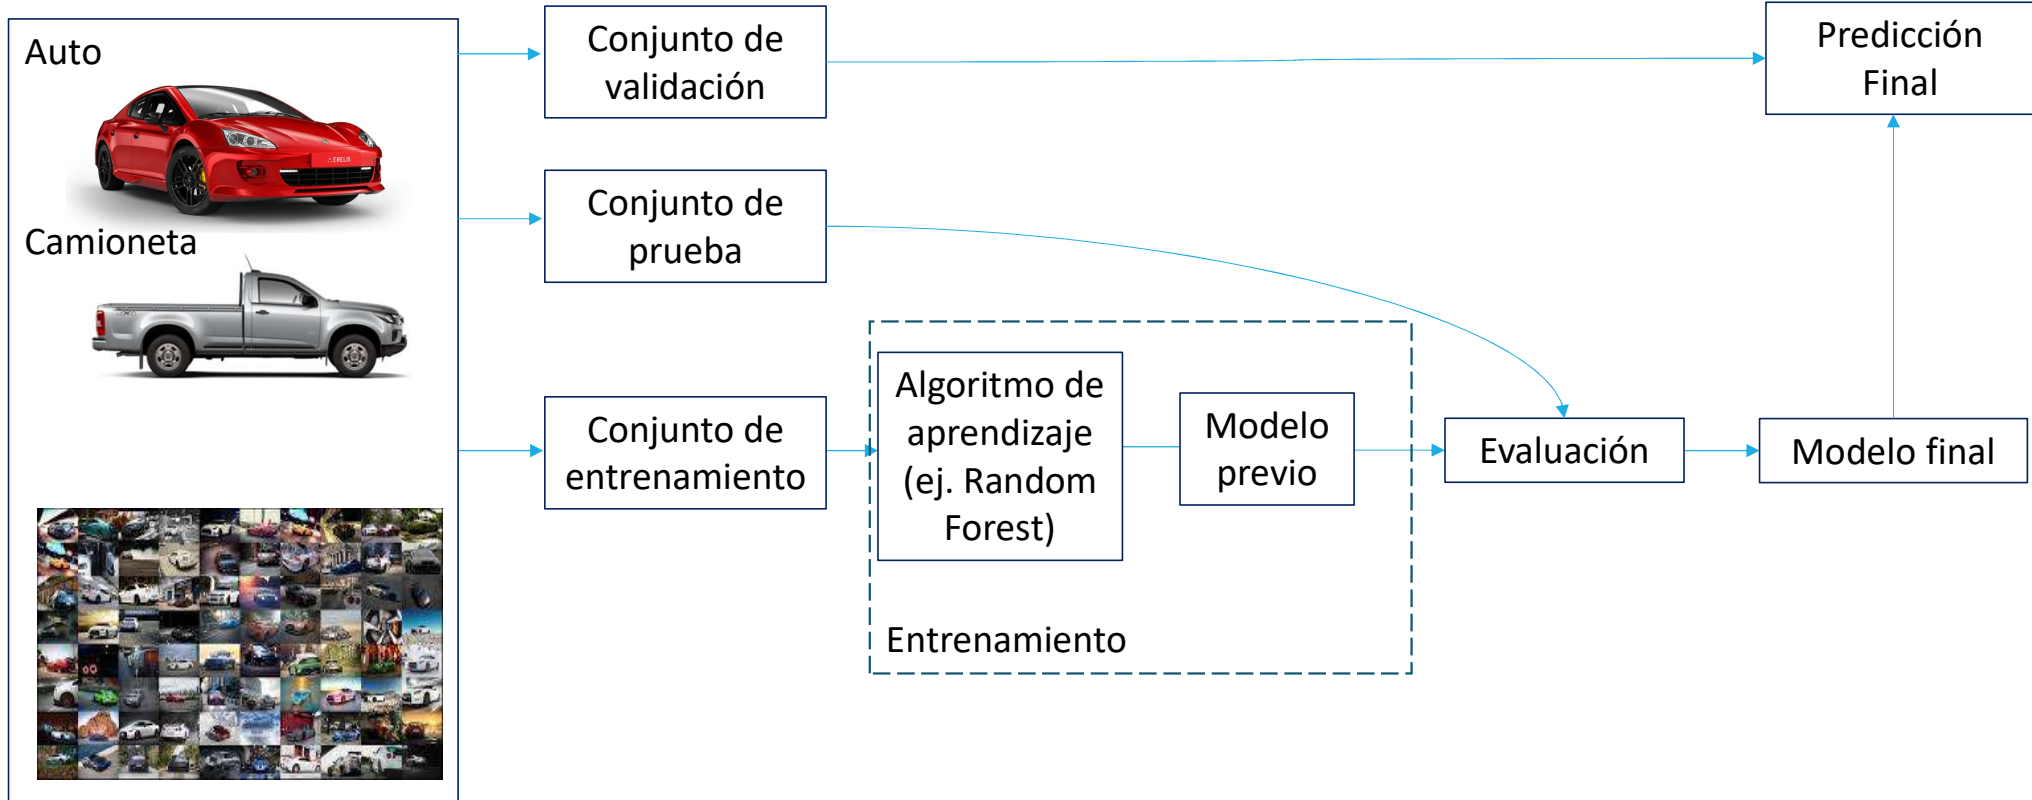 Auto
Camioneta
Conjunto de
validación
Conjunto de
prueba
Conjunto de
entrenamiento
Algoritmo de
aprendizaje
(ej. Random
Forest)
Modelo
previo
Entrenamiento
Evaluación
Modelo final
Predicción
Final